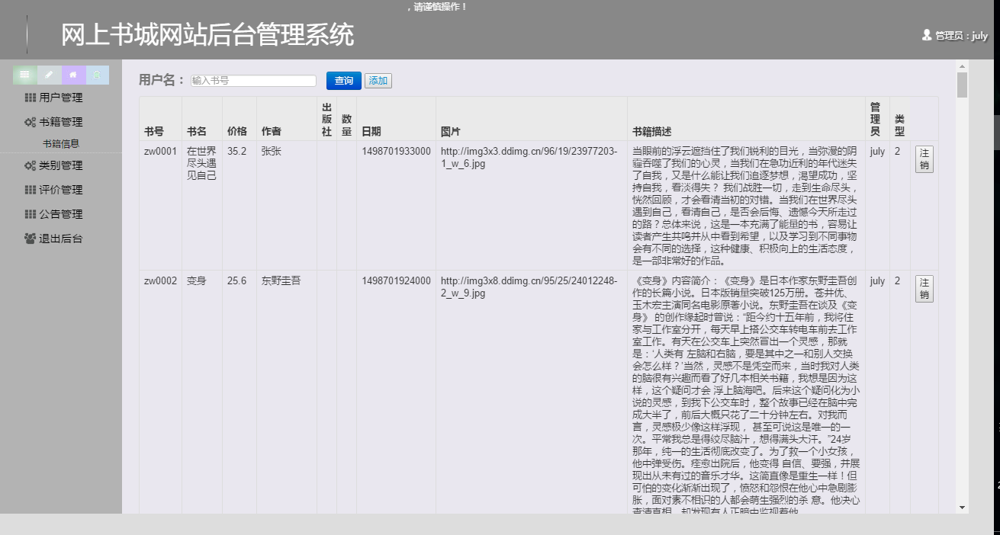 ，请谨值操作！
网上书城网站后台管理系统
管理员：july
用户管理
书籍管理
书籍信息
类别管理
评价管理
公告管理
退出后台
用户名： 输入书号 查询 添加
书号 书名 价格 作者 出版社 数量 日期 图片 书籍描述 管理员 类型
zw0001 在世界尽头遇见自己 35.2 张张 1498701933000 http://img3x3.ddimg.cn/96/19/23977203-1_w_6.jpg
当眼前的浮云遮挡住了我们锐利的目光，当弥漫的阴
霾吞噬了我们的心灵，当我们在急功近利的年代迷失
了自我，又是什么能让我们追逐梦想，渴望成功，坚
持自我，看淡得失？ 我们战胜一切，走到生命尽头，
恍然回顾，才会看清当初的对错。当我们在世界尽头
遇到自己，看清自己，是否会后悔、遗憾今天所走过
的路？总体来说，这是一本充满了能量的书，容易让
读者产生共鸣并从中看到希望，以及学习到不同事物
会有不同的选择，这种健康、积极向上的生活态度，
是一部非常好的作品。
july 2 注销
zw0002 变身 25.6 东野圭吾 1498701924000 http://img3x8.ddimg.cn/95/25/24012248-2_w_9.jpg
《变身》内容简介：《变身》是日本作家东野圭吾创
作的长篇小说。日本版销量突破125万册。苍井优、
玉木宏主演同名电影原著小说。东野圭吾在谈及《变
身》 的创作缘起时曾说：“距今约十五年前，我将住
家与工作室分开，每天早上搭公交车转电车前去工作
室工作。有天在公交车上突然冒出一个灵感，那就
是：‘人类有 左脑和右脑，要是其中之一和别人交换
会怎么样？’当然，灵感不是凭空而来，当时我对人类
的脑很有兴趣而看了好几本相关书籍，我想是因为这
样，这个疑问才会 浮上脑海吧。后来这个疑问化为小
说的灵感，到我下公交车时，整个故事已经在脑中完
成大半了，前后大概只花了二十分钟左右。对我而
言，灵感极少像这样浮现， 甚至可说这是唯一的一
次。平常我总是得绞尽脑汁，想得满头大汗。”24岁
那年，纯一的生活彻底改变了。为了救一个小女孩，
他中弹受伤。痊愈出院后，他变得 自信、要强，并展
现出从未有过的音乐才华。这简直像是重生一样！但
可怕的变化渐渐出现了，愤怒和怨恨在他心中急剧膨
胀，面对素不相识的人都会萌生强烈的杀 意。他决心
查清真相，却发现有人正暗中监视着他
july 2 注销